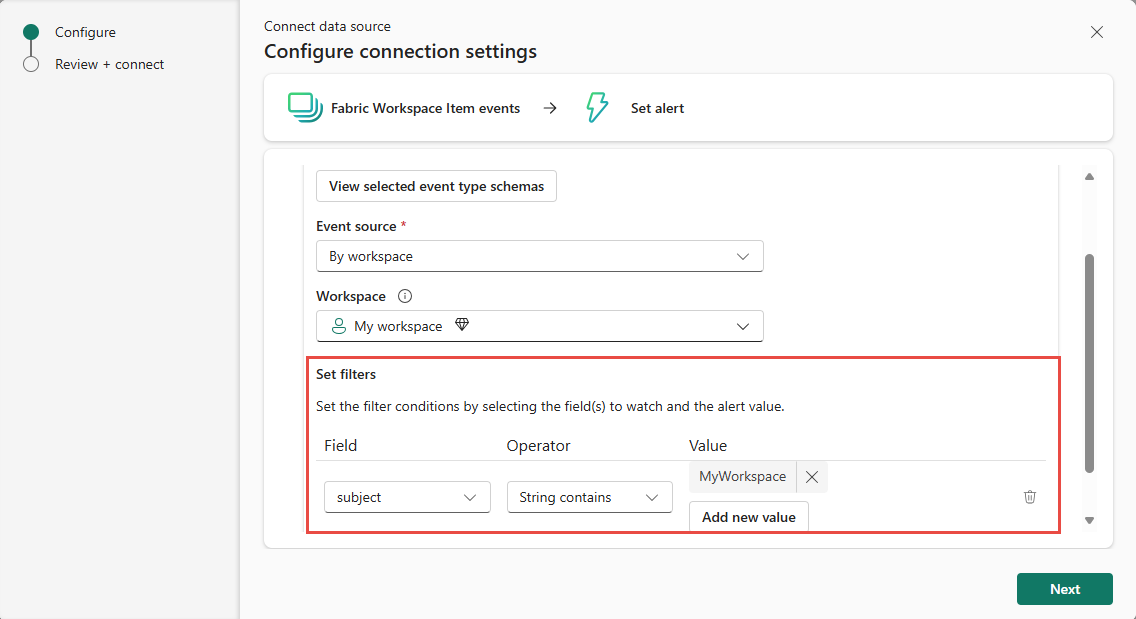 Configure
Review + connect
Connect data source
Configure connection settings
Fabric Workspace Item events
Set alert
View selected event type schemas
Event source *
By workspace
Workspace
My workspace
Set filters
Set the filter conditions by selecting the field(s) to watch and the alert value.
Field Operator Value
MyWorkspace
subject String contains
Add new value
Next